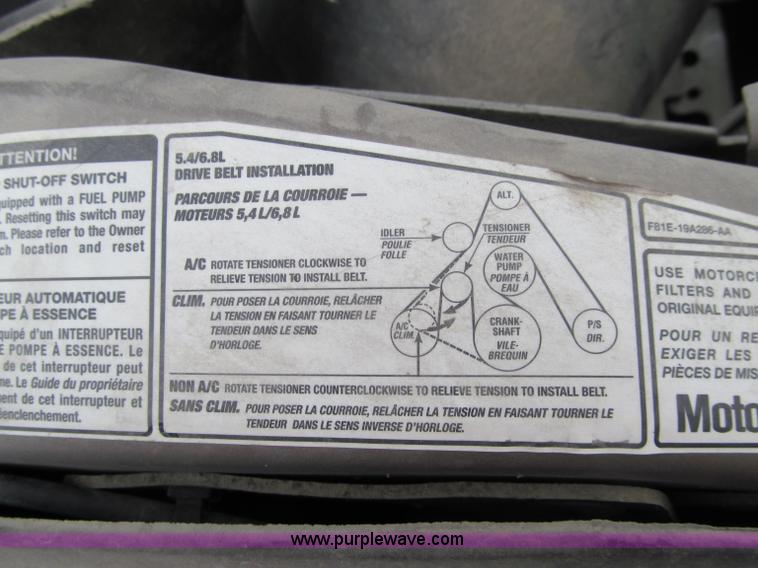 TTENTION!
SHUT-OFF SWITCH
quipped with a FUEL PUMP
. Resetting this switch may
m. Please refer to the Owner
ch location and reset
EUR AUTOMATIQUE
PE À ESSENCE
quipé d'un INTERRUPTEUR
E POMPE À ESSENCE. Le
de cet interrupteur peut
me. Le Guide du propriétaire
ment de cet interrupteur et
éenclenchement.
5.4/6.8L
DRIVE BELT INSTALLATION
PARCOURS DE LA COURROIE —
MOTEURS 5,4 L/6,8 L
A/C ROTATE TENSIONER CLOCKWISE TO
RELIEVE TENSION TO INSTALL BELT.
CLIM. POUR POSER LA COURROIE, RELÂCHER
LA TENSION EN FAISANT TOURNER LE
TENDEUR DANS LE SENS
D'HORLOGE.
ALT.
IDLER
POULIE
FOLLE
TENSIONER
TENDEUR
WATER
PUMP
POMPE À
EAU
A/C
CLIM.
CRANK-
SHAFT
VILE-
BREQUIN
P/S
DIR.
NON A/C ROTATE TENSIONER COUNTERCLOCKWISE TO RELIEVE TENSION TO INSTALL BELT.
SANS CLIM. POUR POSER LA COURROIE, RELÂCHER LA TENSION EN FAISANT TOURNER LE
TENDEUR DANS LE SENS INVERSE D'HORLOGE.
F81E-19A286-AA
USE MOTORC
FILTERS AND
ORIGINAL EQUI
POUR UN RE
EXIGER LES
PIÈCES DE MIS
Moto
www.purplewave.com